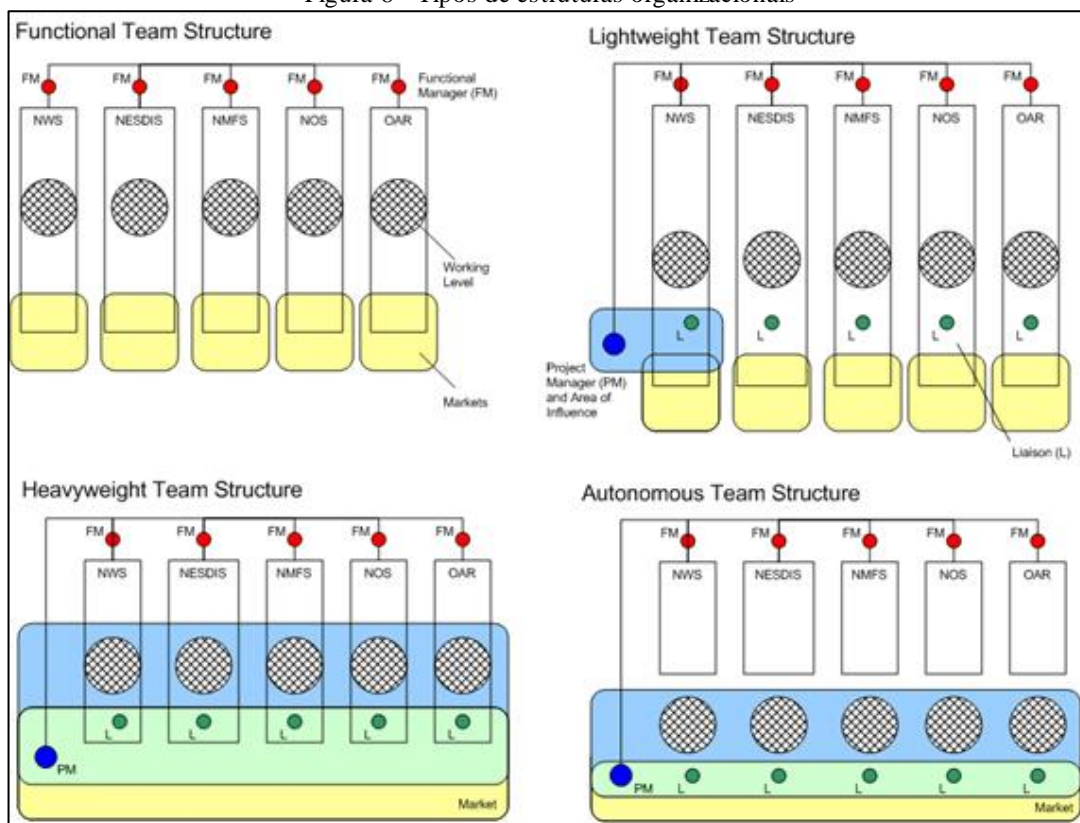 Figura 6 - Tipos de estruturas organizacionais
Functional Team Structure
FM FM FM FM FM
Functional
Manager (FM)
NWS NESDIS NMFS NOS OAR
Working
Level
Markets
Lightweight Team Structure
FM FM FM FM FM
NWS NESDIS NMFS NOS OAR
L L L L L
Project
Manager (PM)
and Area of
Influence
Liaison (L)
Heavyweight Team Structure
FM FM FM FM FM
NWS NESDIS NMFS NOS OAR
L L L L L
PM
Market
Autonomous Team Structure
FM FM FM FM FM
NWS NESDIS NMFS NOS OAR
PM L L L L L
Market